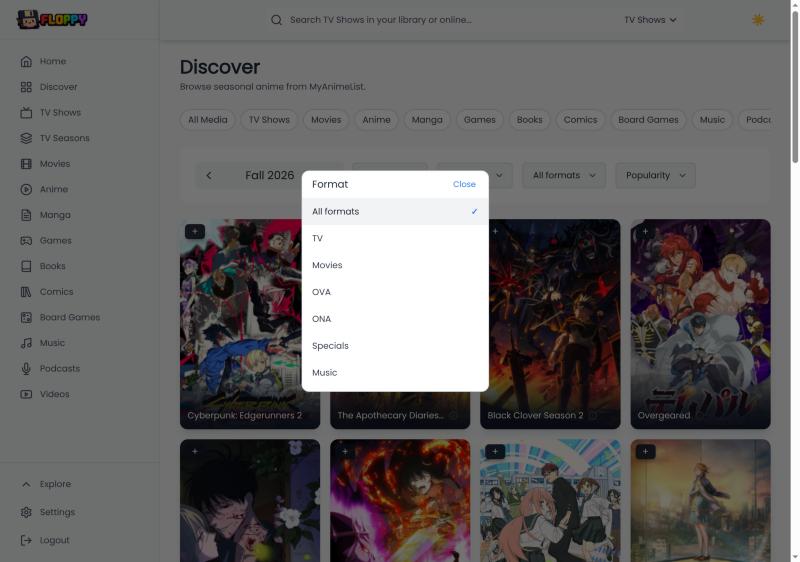 FLOPPY
Search TV Shows in your library or online...
TV Shows
Home
Discover
TV Shows
TV Seasons
Movies
Anime
Manga
Games
Books
Comics
Board Games
Music
Podcasts
Videos
Explore
Settings
Logout
Discover
Browse seasonal anime from MyAnimeList.
All Media
TV Shows
Movies
Anime
Manga
Games
Books
Comics
Board Games
Music
Podca
Fall 2026
All formats
Popularity
Format
Close
All formats
TV
Movies
OVA
ONA
Specials
Music
Cyberpunk: Edgerunners 2
The Apothecary Diaries...
Black Clover Season 2
Overgeared